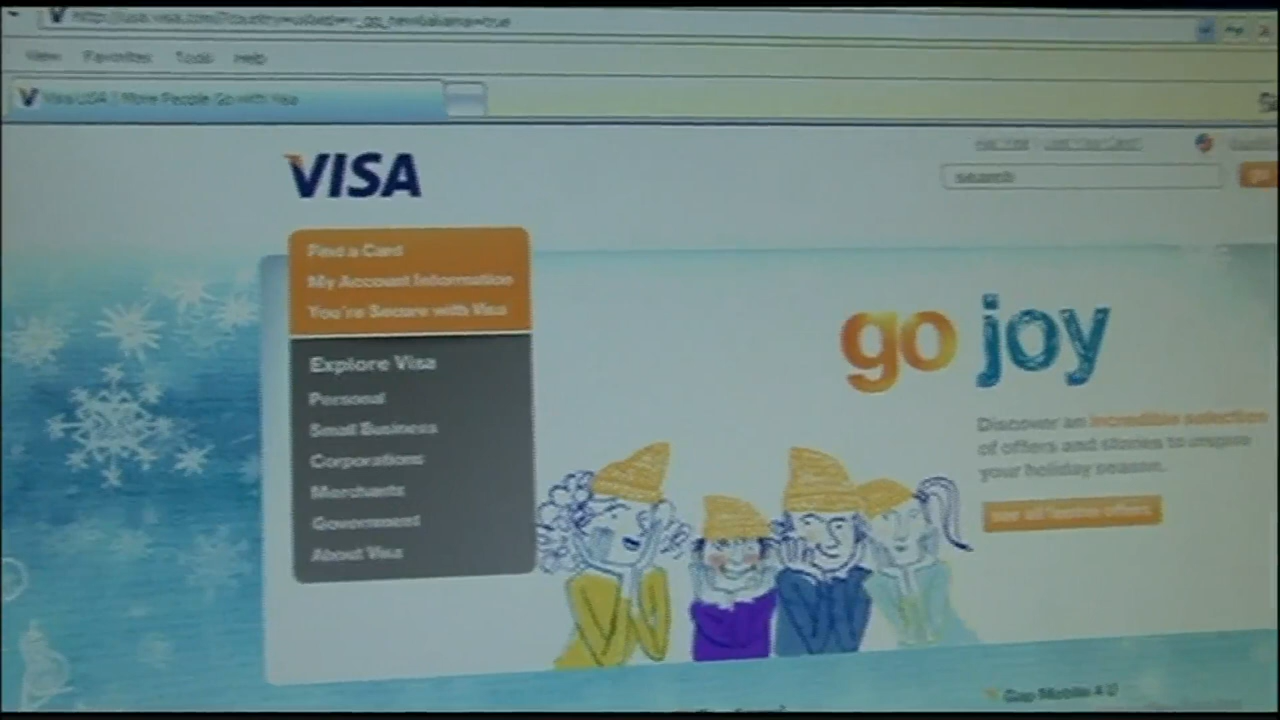 View Favorites Tools Help
Visa USA | More People Go with Visa
VISA
search
go
Find a Card
My Account Information
You're Secure with Visa
Explore Visa
Personal
Small Business
Corporations
Merchants
Government
About Visa
go joy
Discover an incredible selection
of offers and stories to inspire
your holiday season.
see all festive offers